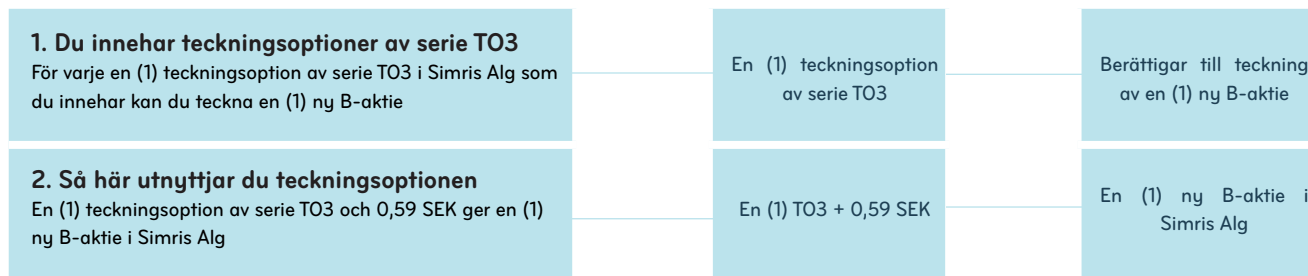 1. Du innehar teckningsoptioner av serie TO3
För varje en (1) teckningsoption av serie TO3 i Simris Alg som
du innehar kan du teckna en (1) ny B-aktie
En (1) teckningsoption
av serie TO3
Berättigar till teckning
av en (1) ny B-aktie
2. Så här utnyttjar du teckningsoptionen
En (1) teckningsoption av serie TO3 och 0,59 SEK ger en (1)
ny B-aktie i Simris Alg
En (1) TO3 + 0,59 SEK
En (1) ny B-aktie i
Simris Alg